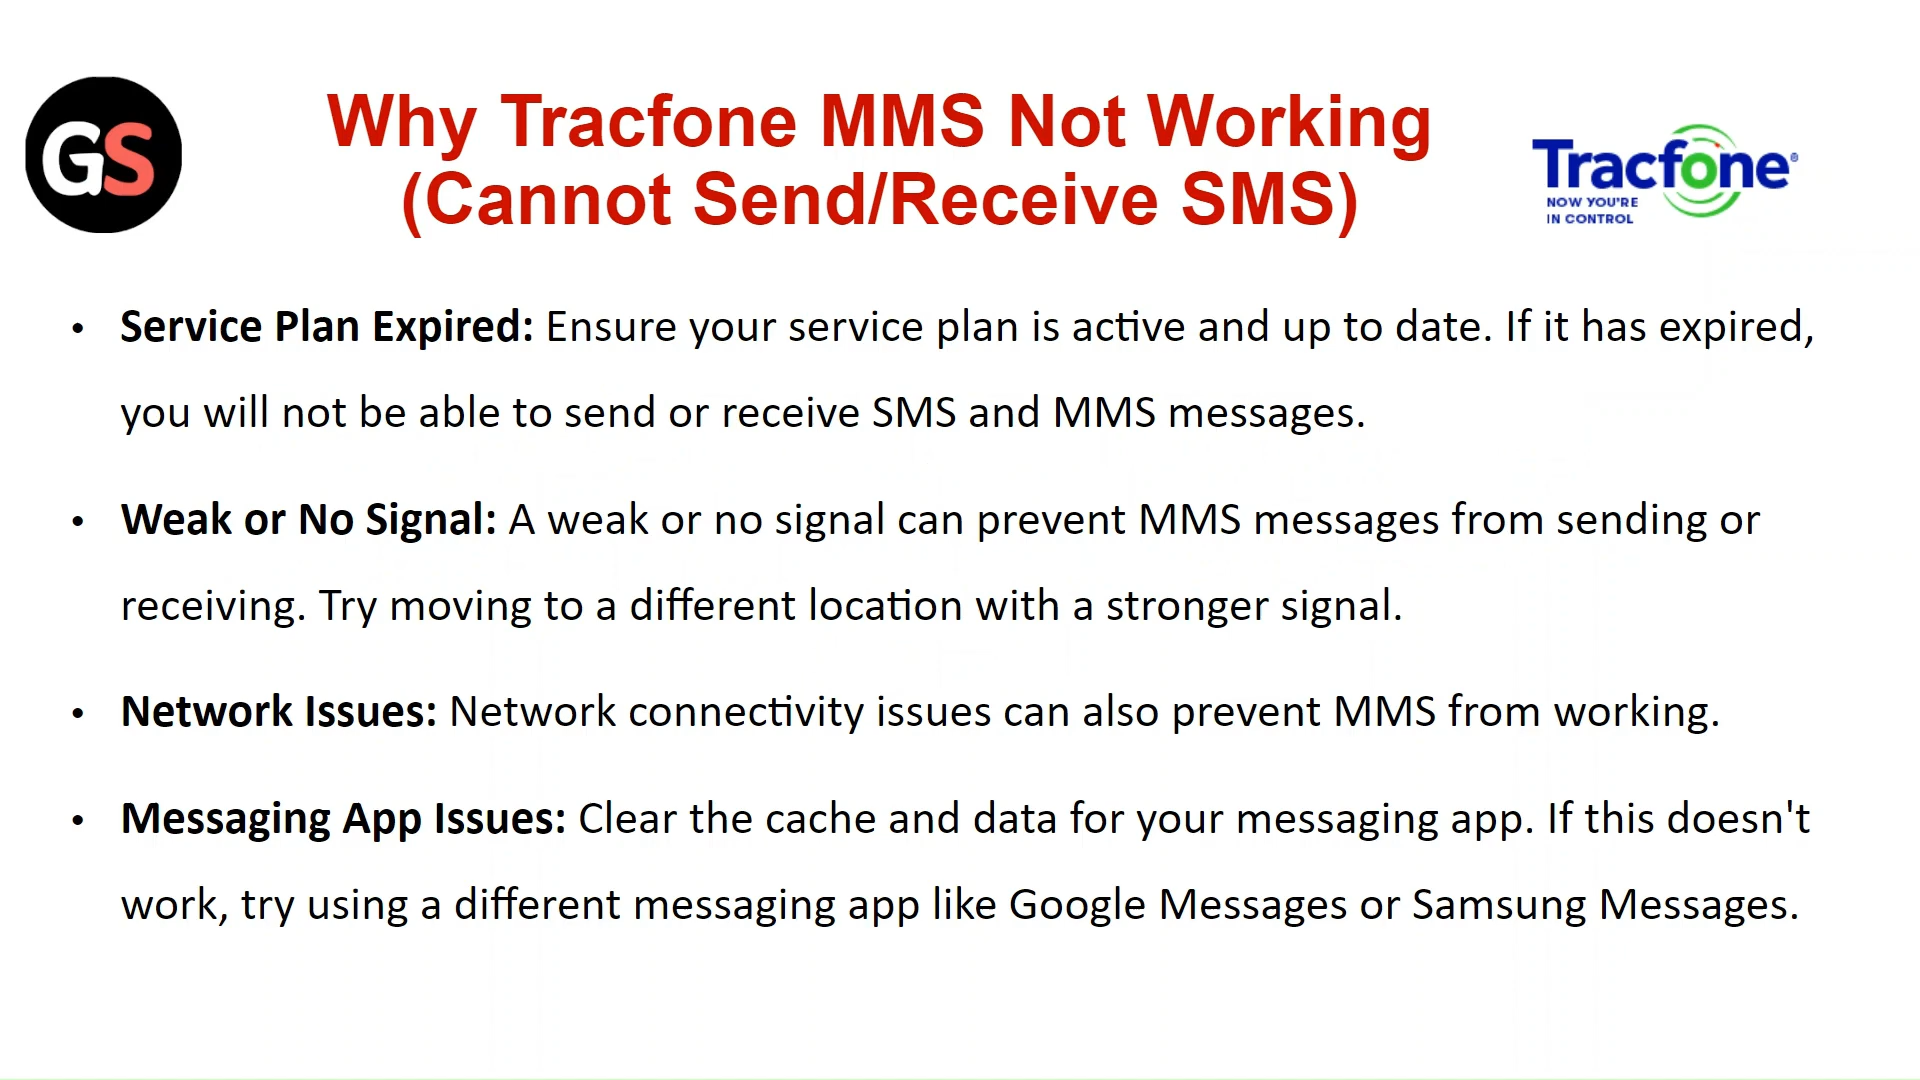 GS
Why Tracfone MMS Not Working
(Cannot Send/Receive SMS)
Tracfone®
NOW YOU'RE
IN CONTROL
• Service Plan Expired: Ensure your service plan is active and up to date. If it has expired,
you will not be able to send or receive SMS and MMS messages.
• Weak or No Signal: A weak or no signal can prevent MMS messages from sending or
receiving. Try moving to a different location with a stronger signal.
• Network Issues: Network connectivity issues can also prevent MMS from working.
• Messaging App Issues: Clear the cache and data for your messaging app. If this doesn't
work, try using a different messaging app like Google Messages or Samsung Messages.